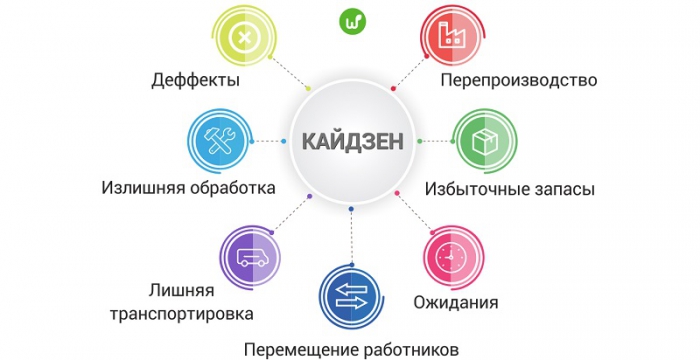 Деффекты
Перепроизводство
КАЙДЗЕН
Излишняя обработка
Избыточные запасы
Лишняя
транспортировка
Ожидания
Перемещение работников